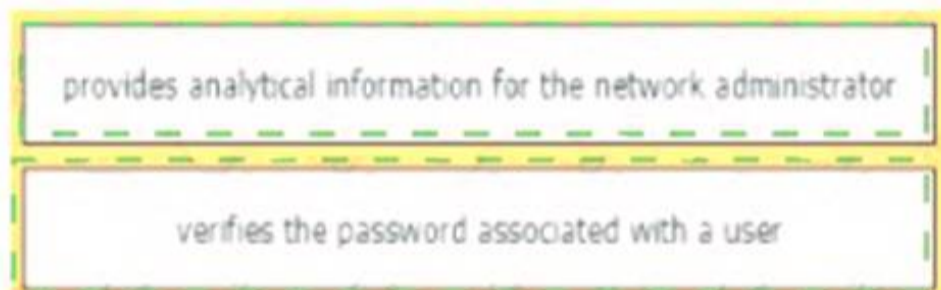 provides analytical information for the network administrator
verifies the password associated with a user